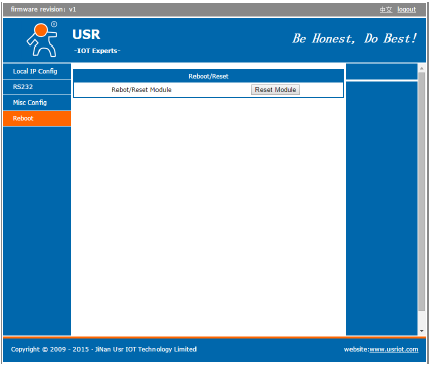 firmware revision: v1
中文 logout
USR
-IOT Experts-
Be Honest, Do Best!
Local IP Config
RS232
Misc Config
Reboot
Reboot/Reset
Rebot/Reset Module
Reset Module
Copyright © 2009 - 2015 - JiNan Usr IOT Technology Limited
website:www.usriot.com